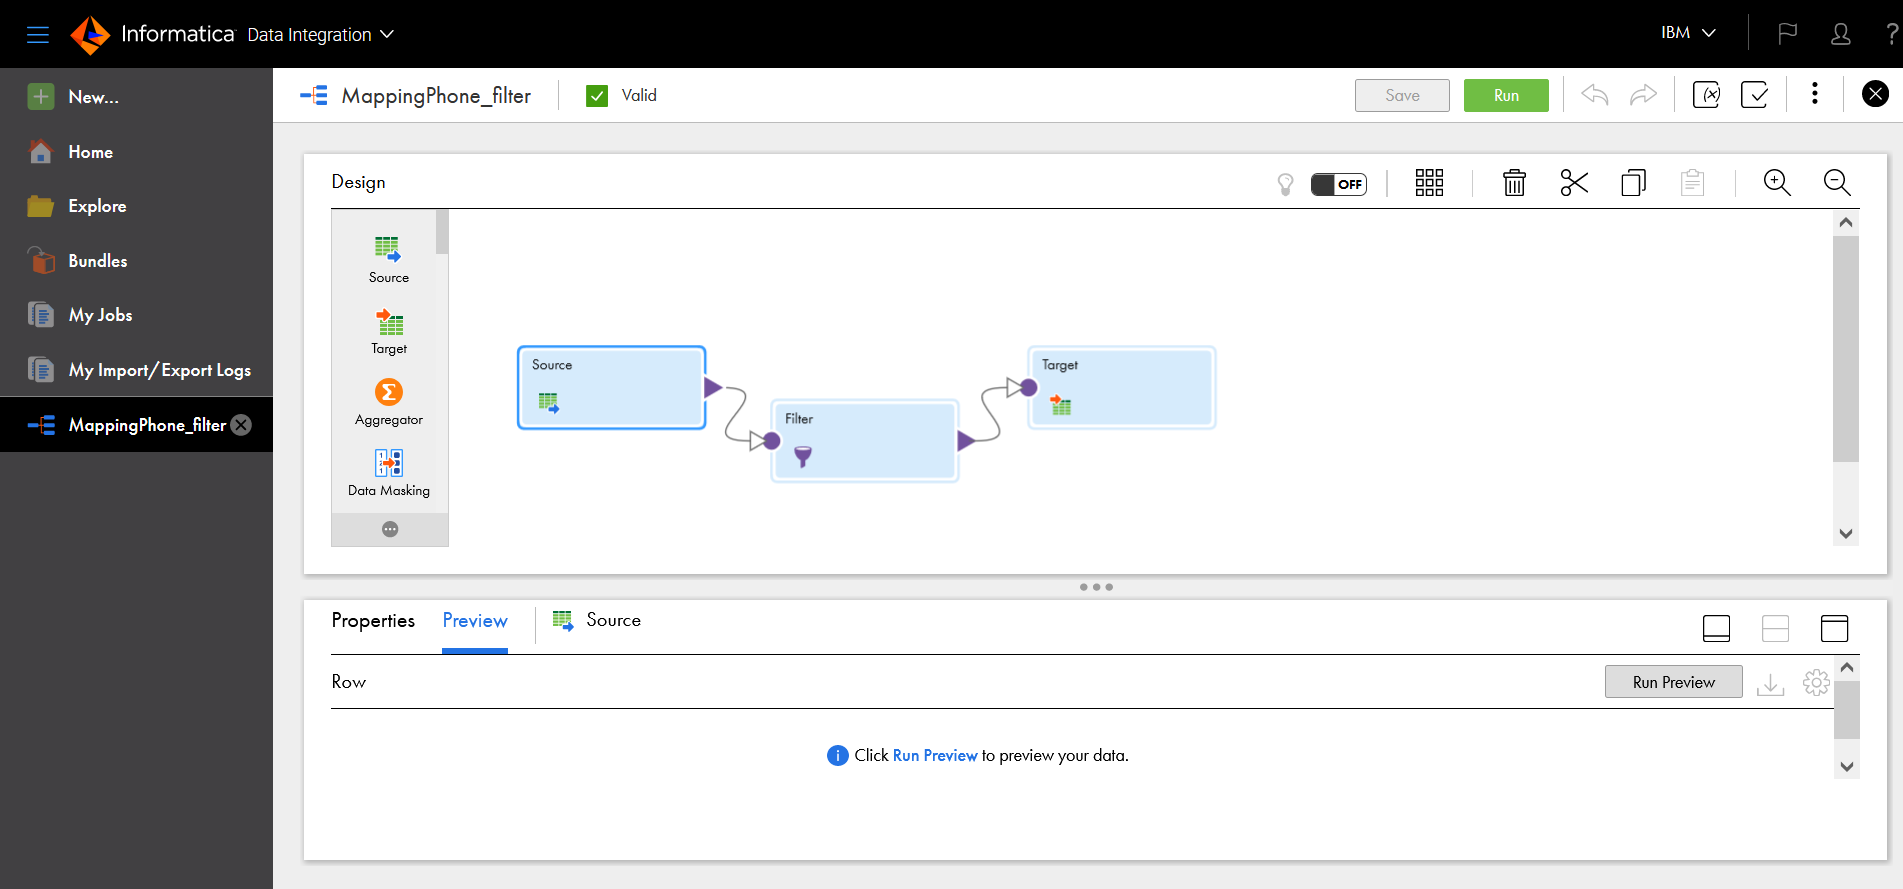 Informatica Data Integration
IBM
?
New...
Home
Explore
Bundles
My Jobs
My Import/Export Logs
MappingPhone_filter
MappingPhone_filter
Valid
Save
Run
(x)
Design
OFF
Source
Target
Σ
Aggregator
Data Masking
Source
Filter
Target
Properties
Preview
Source
Row
Run Preview
i Click Run Preview to preview your data.